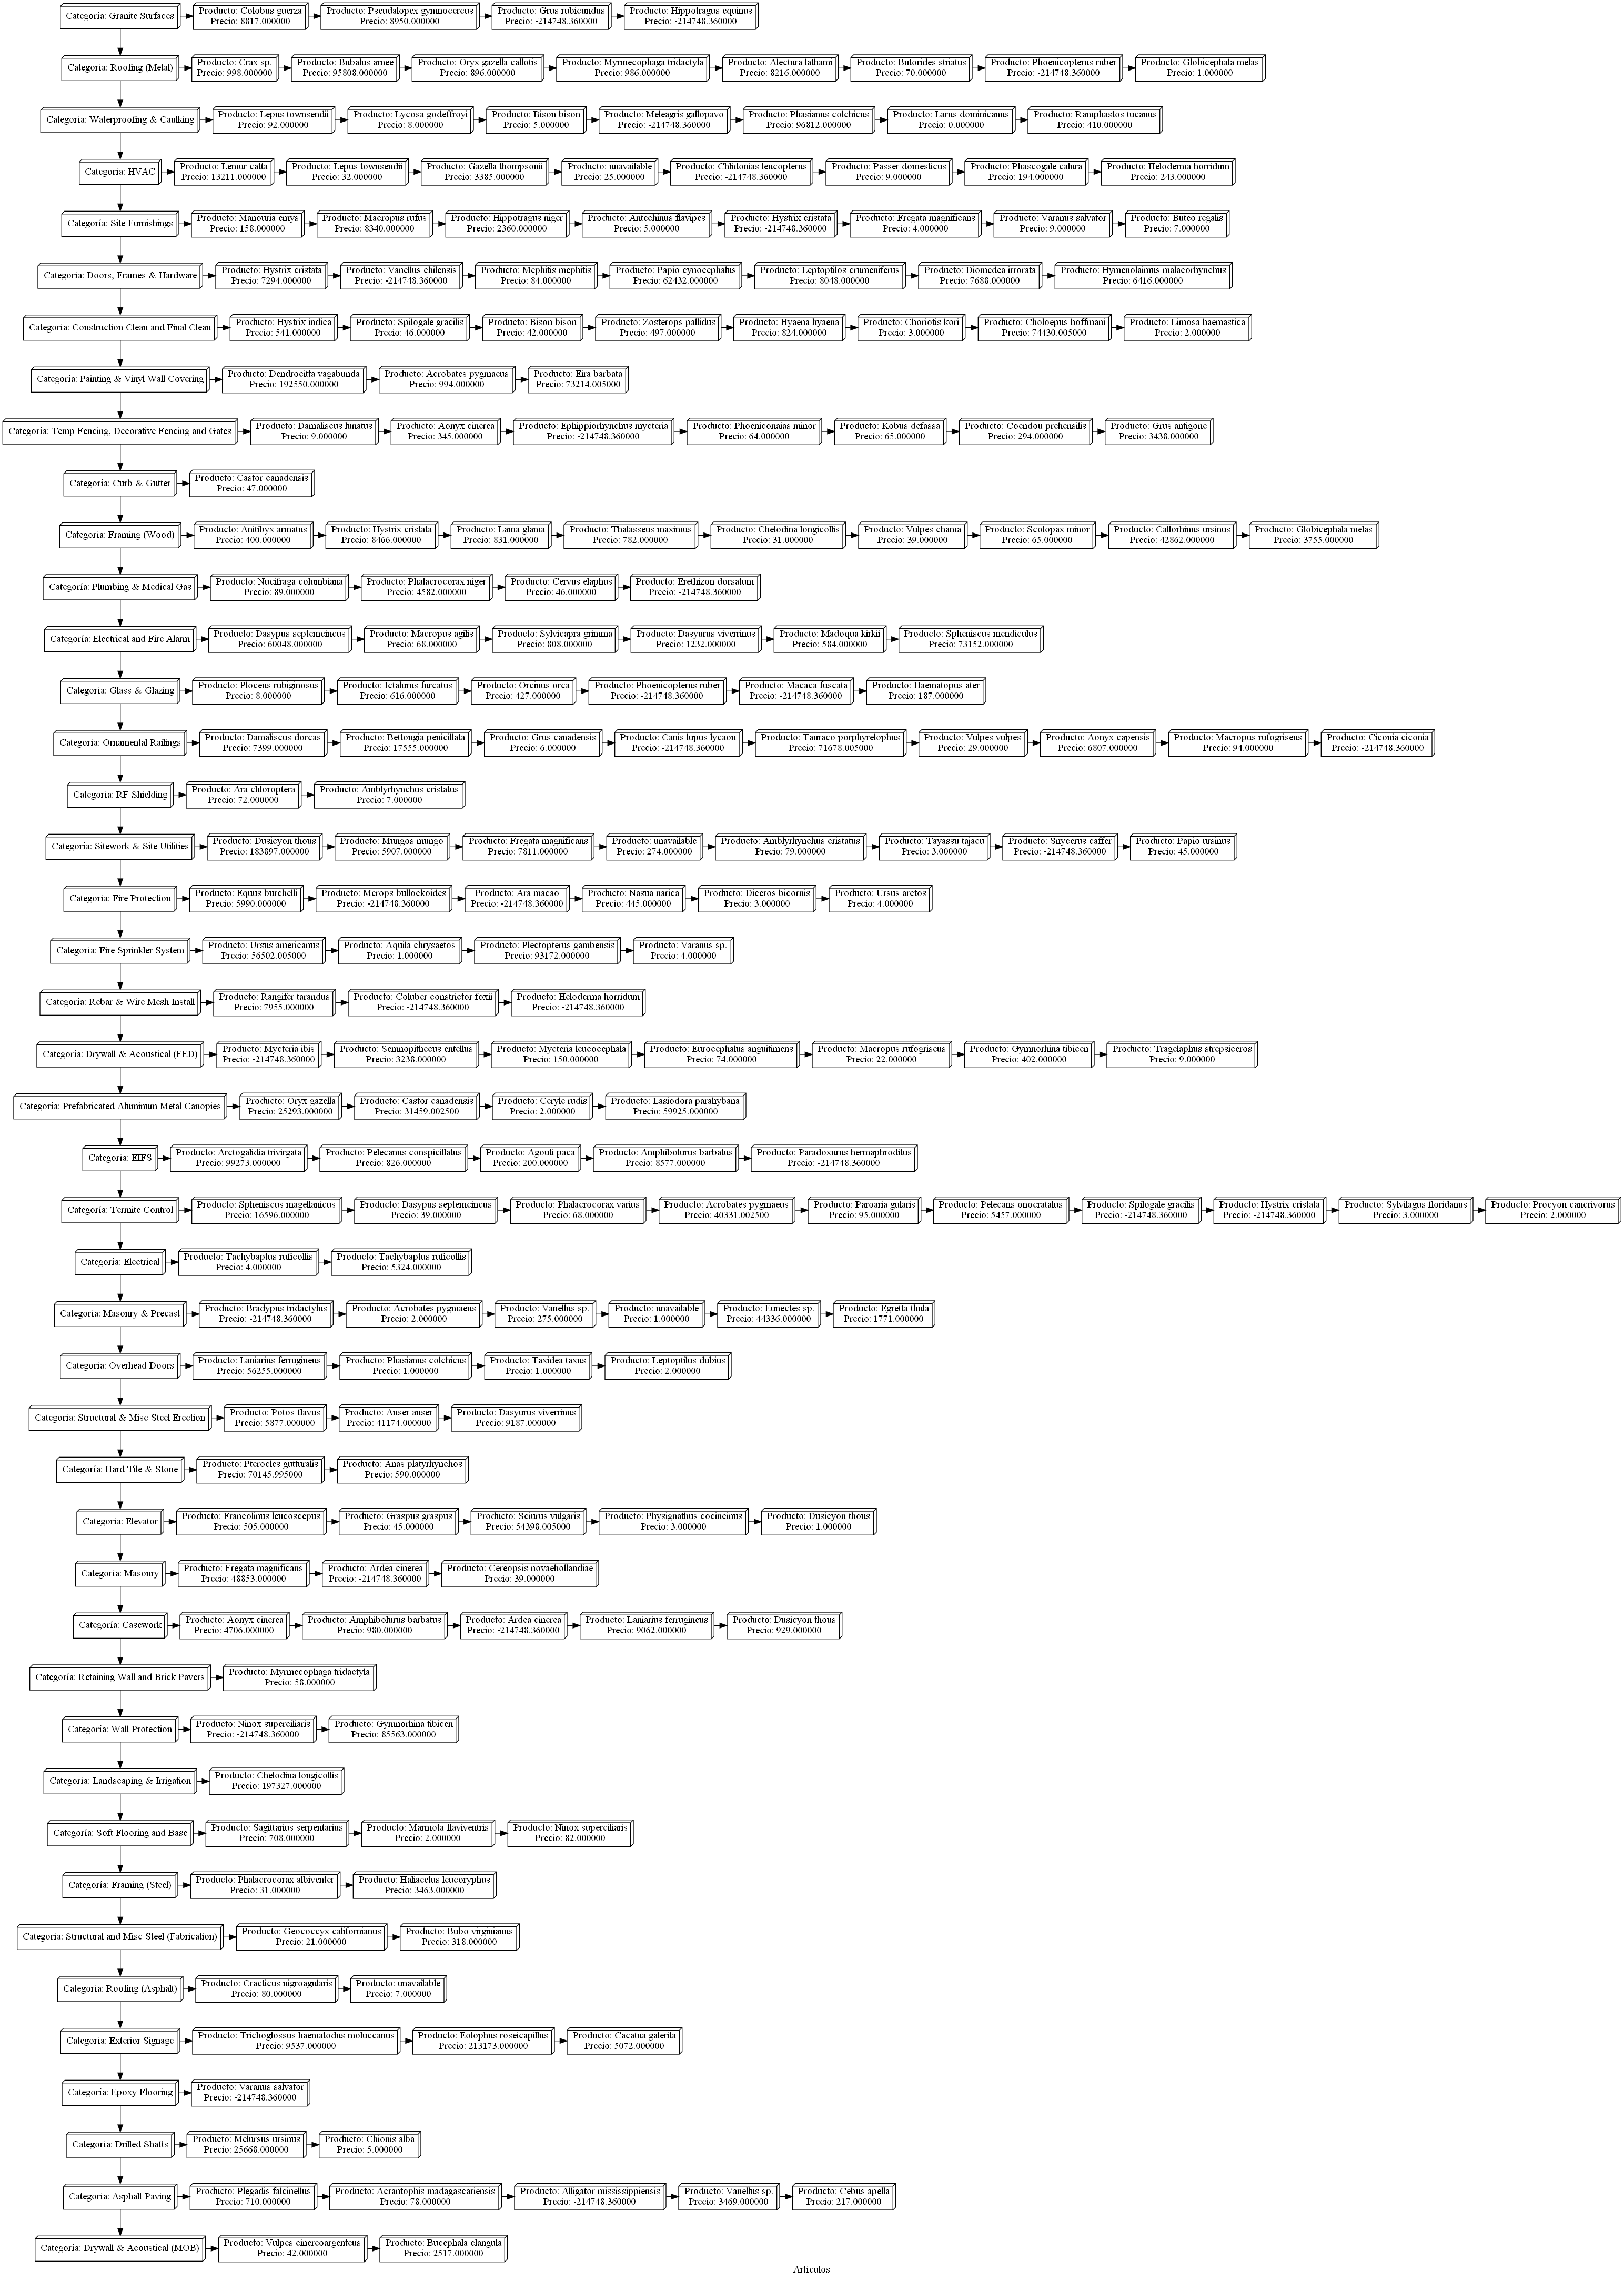 Categoria: Granite Surfaces
Producto: Colobus guerza
Precio: 8817.000000
Producto: Pseudalopex gymnocercus
Precio: 8950.000000
Producto: Grus rubicundus
Precio: -214748.360000
Producto: Hippotragus equinus
Precio: -214748.360000
Categoria: Roofing (Metal)
Producto: Crax sp.
Precio: 998.000000
Producto: Bubalus arnee
Precio: 95808.000000
Producto: Oryx gazella callotis
Precio: 896.000000
Producto: Myrmecophaga tridactyla
Precio: 986.000000
Producto: Alectura lathami
Precio: 8216.000000
Producto: Butorides striatus
Precio: 70.000000
Producto: Phoenicopterus ruber
Precio: -214748.360000
Producto: Globicephala melas
Precio: 1.000000
Categoria: Waterproofing & Caulking
Producto: Lepus townsendii
Precio: 92.000000
Producto: Lycosa godeffroyi
Precio: 8.000000
Producto: Bison bison
Precio: 5.000000
Producto: Meleagris gallopavo
Precio: -214748.360000
Producto: Phasianus colchicus
Precio: 96812.000000
Producto: Larus dominicanus
Precio: 0.000000
Producto: Ramphastos tucanus
Precio: 410.000000
Categoria: HVAC
Producto: Lemur catta
Precio: 13211.000000
Producto: Lepus townsendii
Precio: 32.000000
Producto: Gazella thompsonii
Precio: 3385.000000
Producto: unavailable
Precio: 25.000000
Producto: Chlidonias leucopterus
Precio: -214748.360000
Producto: Passer domesticus
Precio: 9.000000
Producto: Phascogale calura
Precio: 194.000000
Producto: Heloderma horridum
Precio: 243.000000
Categoria: Site Furnishings
Producto: Manouria emys
Precio: 158.000000
Producto: Macropus rufus
Precio: 8340.000000
Producto: Hippotragus niger
Precio: 2360.000000
Producto: Antechinus flavipes
Precio: 5.000000
Producto: Hystrix cristata
Precio: -214748.360000
Producto: Fregata magnificans
Precio: 4.000000
Producto: Varanus salvator
Precio: 9.000000
Producto: Buteo regalis
Precio: 7.000000
Categoria: Doors, Frames & Hardware
Producto: Hystrix cristata
Precio: 7294.000000
Producto: Vanellus chilensis
Precio: -214748.360000
Producto: Mephitis mephitis
Precio: 84.000000
Producto: Papio cynocephalus
Precio: 62432.000000
Producto: Leptoptilos crumeniferus
Precio: 8048.000000
Producto: Diomedea irrorata
Precio: 7688.000000
Producto: Hymenolaimus malacorhynchus
Precio: 6416.000000
Categoria: Construction Clean and Final Clean
Producto: Hystrix indica
Precio: 541.000000
Producto: Spilogale gracilis
Precio: 46.000000
Producto: Bison bison
Precio: 42.000000
Producto: Zosterops pallidus
Precio: 497.000000
Producto: Hyaena hyaena
Precio: 824.000000
Producto: Choriotis kori
Precio: 3.000000
Producto: Choloepus hoffmani
Precio: 74430.005000
Producto: Limosa haemastica
Precio: 2.000000
Categoria: Painting & Vinyl Wall Covering
Producto: Dendrocitta vagabunda
Precio: 192550.000000
Producto: Acrobates pygmaeus
Precio: 994.000000
Producto: Eira barbata
Precio: 73214.005000
Categoria: Temp Fencing, Decorative Fencing and Gates
Producto: Damaliscus lunatus
Precio: 9.000000
Producto: Aonyx cinerea
Precio: 345.000000
Producto: Ephippiorhynchus mycteria
Precio: -214748.360000
Producto: Phoeniconaias minor
Precio: 64.000000
Producto: Kobus defassa
Precio: 65.000000
Producto: Coendou prehensilis
Precio: 294.000000
Producto: Grus antigone
Precio: 3438.000000
Categoria: Curb & Gutter
Producto: Castor canadensis
Precio: 47.000000
Categoria: Framing (Wood)
Producto: Anitibyx armatus
Precio: 400.000000
Producto: Hystrix cristata
Precio: 8466.000000
Producto: Lama glama
Precio: 831.000000
Producto: Thalasseus maximus
Precio: 782.000000
Producto: Chelodina longicollis
Precio: 31.000000
Producto: Vulpes chama
Precio: 39.000000
Producto: Scolopax minor
Precio: 65.000000
Producto: Callorhinus ursinus
Precio: 42862.000000
Producto: Globicephala melas
Precio: 3755.000000
Categoria: Plumbing & Medical Gas
Producto: Nucifraga columbiana
Precio: 89.000000
Producto: Phalacrocorax niger
Precio: 4582.000000
Producto: Cervus elaphus
Precio: 46.000000
Producto: Erethizon dorsatum
Precio: -214748.360000
Categoria: Electrical and Fire Alarm
Producto: Dasypus septemcincus
Precio: 60048.000000
Producto: Macropus agilis
Precio: 68.000000
Producto: Sylvicapra grimma
Precio: 808.000000
Producto: Dasyurus viverrinus
Precio: 1232.000000
Producto: Madoqua kirkii
Precio: 584.000000
Producto: Spheniscus mendiculus
Precio: 73152.000000
Categoria: Glass & Glazing
Producto: Ploceus rubiginosus
Precio: 8.000000
Producto: Ictalurus furcatus
Precio: 616.000000
Producto: Orcinus orca
Precio: 427.000000
Producto: Phoenicopterus ruber
Precio: -214748.360000
Producto: Macaca fuscata
Precio: -214748.360000
Producto: Haematopus ater
Precio: 187.000000
Categoria: Ornamental Railings
Producto: Damaliscus dorcas
Precio: 7399.000000
Producto: Bettongia penicillata
Precio: 17555.000000
Producto: Grus canadensis
Precio: 6.000000
Producto: Canis lupus lycaon
Precio: -214748.360000
Producto: Tauraco porphyrelophus
Precio: 71678.005000
Producto: Vulpes vulpes
Precio: 29.000000
Producto: Aonyx capensis
Precio: 6807.000000
Producto: Macropus rufogriseus
Precio: 94.000000
Producto: Ciconia ciconia
Precio: -214748.360000
Categoria: RF Shielding
Producto: Ara chloroptera
Precio: 72.000000
Producto: Amblyrhynchus cristatus
Precio: 7.000000
Categoria: Sitework & Site Utilities
Producto: Dusicyon thous
Precio: 183897.000000
Producto: Mungos mungo
Precio: 5907.000000
Producto: Fregata magnificans
Precio: 7811.000000
Producto: unavailable
Precio: 274.000000
Producto: Amblyrhynchus cristatus
Precio: 79.000000
Producto: Tayassu tajacu
Precio: 3.000000
Producto: Snycerus caffer
Precio: -214748.360000
Producto: Papio ursinus
Precio: 45.000000
Categoria: Fire Protection
Producto: Equus burchelli
Precio: 5990.000000
Producto: Merops bullockoides
Precio: -214748.360000
Producto: Ara macao
Precio: -214748.360000
Producto: Nasua narica
Precio: 445.000000
Producto: Diceros bicornis
Precio: 3.000000
Producto: Ursus arctos
Precio: 4.000000
Categoria: Fire Sprinkler System
Producto: Ursus americanus
Precio: 56502.005000
Producto: Aquila chrysaetos
Precio: 1.000000
Producto: Plectopterus gambensis
Precio: 93172.000000
Producto: Varanus sp.
Precio: 4.000000
Categoria: Rebar & Wire Mesh Install
Producto: Rangifer tarandus
Precio: 7955.000000
Producto: Coluber constrictor foxii
Precio: -214748.360000
Producto: Heloderma horridum
Precio: -214748.360000
Categoria: Drywall & Acoustical (FED)
Producto: Mycteria ibis
Precio: -214748.360000
Producto: Semnopithecus entellus
Precio: 3238.000000
Producto: Mycteria leucocephala
Precio: 150.000000
Producto: Eurocephalus anguitimens
Precio: 74.000000
Producto: Macropus rufogriseus
Precio: 22.000000
Producto: Gymnorhina tibicen
Precio: 402.000000
Producto: Tragelaphus strepsiceros
Precio: 9.000000
Categoria: Prefabricated Aluminum Metal Canopies
Producto: Oryx gazella
Precio: 25293.000000
Producto: Castor canadensis
Precio: 31459.002500
Producto: Ceryle rudis
Precio: 2.000000
Producto: Lasiodora parahybana
Precio: 59925.000000
Categoria: EIFS
Producto: Arctogalidia trivirgata
Precio: 99273.000000
Producto: Pelecanus conspicillatus
Precio: 826.000000
Producto: Agouti paca
Precio: 200.000000
Producto: Amphibolurus barbatus
Precio: 8577.000000
Producto: Paradoxurus hermaphroditus
Precio: -214748.360000
Categoria: Termite Control
Producto: Spheniscus magellanicus
Precio: 16596.000000
Producto: Dasypus septemcincus
Precio: 39.000000
Producto: Phalacrocorax varius
Precio: 68.000000
Producto: Acrobates pygmaeus
Precio: 40331.002500
Producto: Paroaria gularis
Precio: 95.000000
Producto: Pelecans onocratalus
Precio: 5457.000000
Producto: Spilogale gracilis
Precio: -214748.360000
Producto: Hystrix cristata
Precio: -214748.360000
Producto: Sylvilagus floridanus
Precio: 3.000000
Producto: Procyon cancrivorus
Precio: 2.000000
Categoria: Electrical
Producto: Tachybaptus ruficollis
Precio: 4.000000
Producto: Tachybaptus ruficollis
Precio: 5324.000000
Categoria: Masonry & Precast
Producto: Bradypus tridactylus
Precio: -214748.360000
Producto: Acrobates pygmaeus
Precio: 2.000000
Producto: Vanellus sp.
Precio: 275.000000
Producto: unavailable
Precio: 1.000000
Producto: Eunectes sp.
Precio: 44336.000000
Producto: Egretta thula
Precio: 1771.000000
Categoria: Overhead Doors
Producto: Laniarius ferrugineus
Precio: 56255.000000
Producto: Phasianus colchicus
Precio: 1.000000
Producto: Taxidea taxus
Precio: 1.000000
Producto: Leptoptilus dubius
Precio: 2.000000
Categoria: Structural & Misc Steel Erection
Producto: Potos flavus
Precio: 5877.000000
Producto: Anser anser
Precio: 41174.000000
Producto: Dasyurus viverrinus
Precio: 9187.000000
Categoria: Hard Tile & Stone
Producto: Pterocles gutturalis
Precio: 70145.995000
Producto: Anas platyrhynchos
Precio: 590.000000
Categoria: Elevator
Producto: Francolinus leucoscepus
Precio: 505.000000
Producto: Graspus graspus
Precio: 45.000000
Producto: Sciurus vulgaris
Precio: 54398.005000
Producto: Physignathus cocincinus
Precio: 3.000000
Producto: Dusicyon thous
Precio: 1.000000
Categoria: Masonry
Producto: Fregata magnificans
Precio: 48853.000000
Producto: Ardea cinerea
Precio: -214748.360000
Producto: Cereopsis novaehollandiae
Precio: 39.000000
Categoria: Casework
Producto: Aonyx cinerea
Precio: 4706.000000
Producto: Amphibolurus barbatus
Precio: 980.000000
Producto: Ardea cinerea
Precio: -214748.360000
Producto: Laniarius ferrugineus
Precio: 9062.000000
Producto: Dusicyon thous
Precio: 929.000000
Categoria: Retaining Wall and Brick Pavers
Producto: Myrmecophaga tridactyla
Precio: 58.000000
Categoria: Wall Protection
Producto: Ninox superciliaris
Precio: -214748.360000
Producto: Gymnorhina tibicen
Precio: 85563.000000
Categoria: Landscaping & Irrigation
Producto: Chelodina longicollis
Precio: 197327.000000
Categoria: Soft Flooring and Base
Producto: Sagittarius serpentarius
Precio: 708.000000
Producto: Marmota flaviventris
Precio: 2.000000
Producto: Ninox superciliaris
Precio: 82.000000
Categoria: Framing (Steel)
Producto: Phalacrocorax albiventer
Precio: 31.000000
Producto: Haliaeetus leucoryphus
Precio: 3463.000000
Categoria: Structural and Misc Steel (Fabrication)
Producto: Geococcyx californianus
Precio: 21.000000
Producto: Bubo virginianus
Precio: 318.000000
Categoria: Roofing (Asphalt)
Producto: Cracticus nigroagularis
Precio: 80.000000
Producto: unavailable
Precio: 7.000000
Categoria: Exterior Signage
Producto: Trichoglossus haematodus moluccanus
Precio: 9537.000000
Producto: Eolophus roseicapillus
Precio: 213173.000000
Producto: Cacatua galerita
Precio: 5072.000000
Categoria: Epoxy Flooring
Producto: Varanus salvator
Precio: -214748.360000
Categoria: Drilled Shafts
Producto: Melursus ursinus
Precio: 25668.000000
Producto: Chionis alba
Precio: 5.000000
Categoria: Asphalt Paving
Producto: Plegadis falcinellus
Precio: 710.000000
Producto: Acrantophis madagascariensis
Precio: 78.000000
Producto: Alligator mississippiensis
Precio: -214748.360000
Producto: Vanellus sp.
Precio: 3469.000000
Producto: Cebus apella
Precio: 217.000000
Categoria: Drywall & Acoustical (MOB)
Producto: Vulpes cinereoargenteus
Precio: 42.000000
Producto: Bucephala clangula
Precio: 2517.000000
Articulos